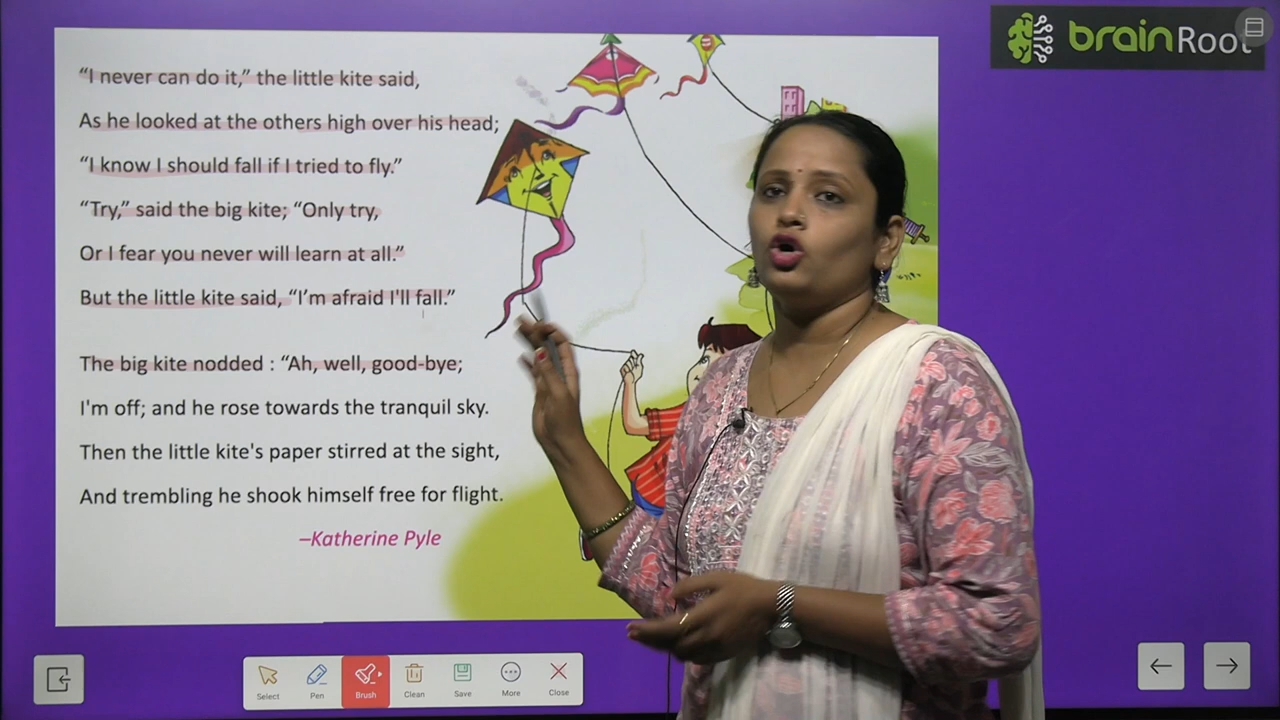 brainRoot
“I never can do it,” the little kite said,
As he looked at the others high over his head;
“I know I should fall if I tried to fly.”
“Try,” said the big kite; “Only try,
Or I fear you never will learn at all.”
But the little kite said, “I’m afraid I'll fall.”
The big kite nodded : “Ah, well, good-bye;
I'm off; and he rose towards the tranquil sky.
Then the little kite's paper stirred at the sight,
And trembling he shook himself free for flight.
–Katherine Pyle
Select Pen Brush Clean Save More Close